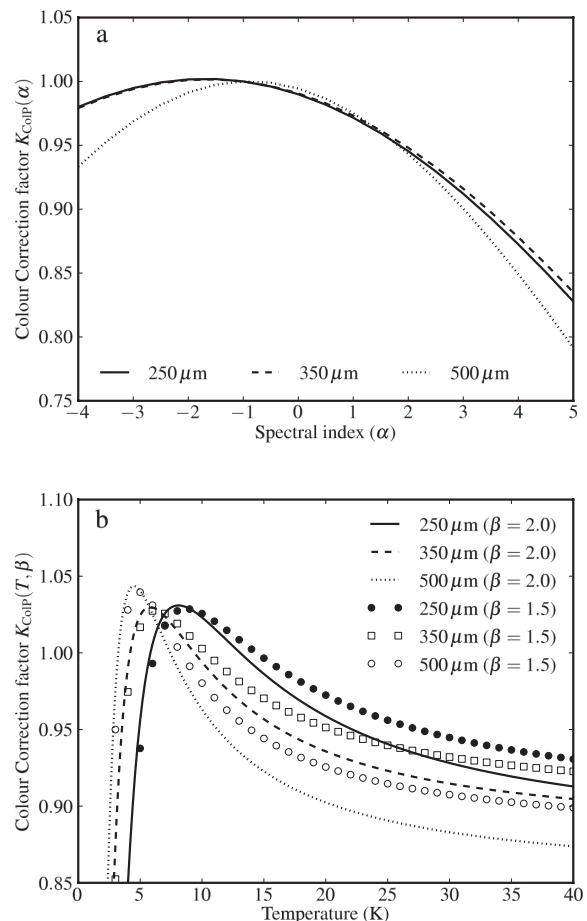 a
1.05
1.00
0.95
0.90
0.85
0.80
0.75
Colour Correction factor K_ColP(α)
250 μm 350 μm 500 μm
−4 −3 −2 −1 0 1 2 3 4 5
Spectral index (α)
b
1.10
1.05
1.00
0.95
0.90
0.85
Colour Correction factor K_ColP(T, β)
250 μm (β = 2.0)
350 μm (β = 2.0)
500 μm (β = 2.0)
250 μm (β = 1.5)
350 μm (β = 1.5)
500 μm (β = 1.5)
0 5 10 15 20 25 30 35 40
Temperature (K)